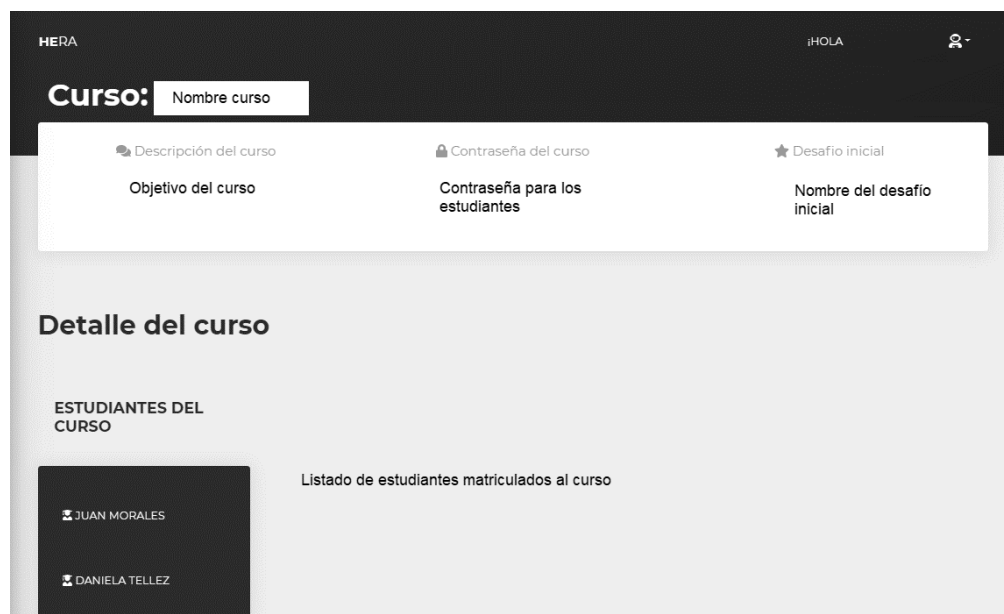 HERA
¡HOLA
Curso: Nombre curso
Descripción del curso
Contraseña del curso
Desafio inicial
Objetivo del curso
Contraseña para los
estudiantes
Nombre del desafío
inicial
Detalle del curso
ESTUDIANTES DEL
CURSO
Listado de estudiantes matriculados al curso
JUAN MORALES
DANIELA TELLEZ